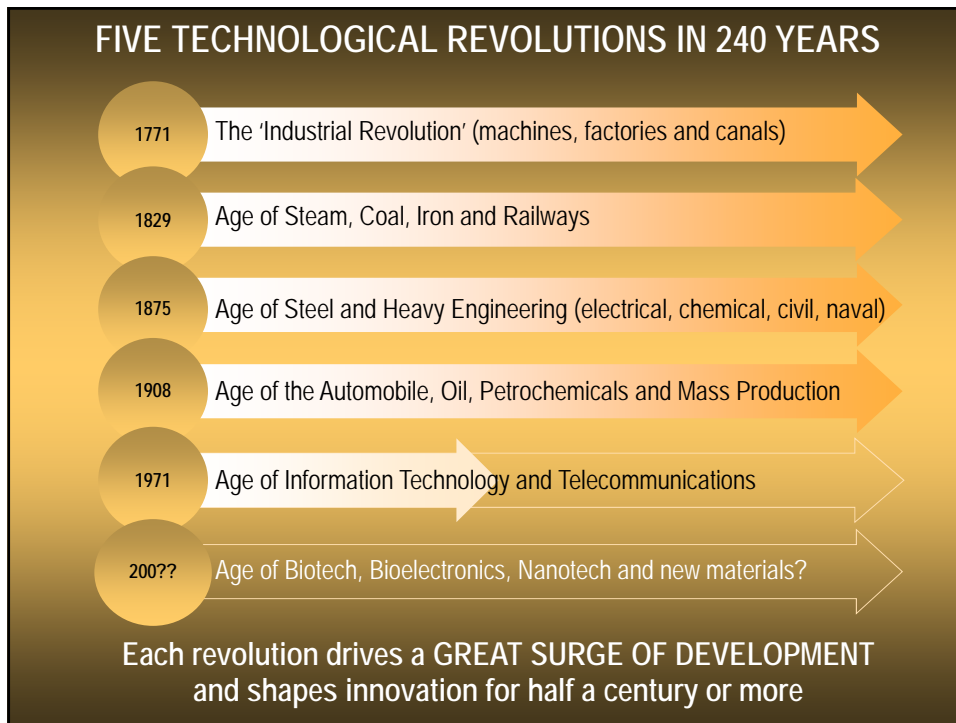 FIVE TECHNOLOGICAL REVOLUTIONS IN 240 YEARS
1771
The ‘Industrial Revolution’ (machines, factories and canals)
1829
Age of Steam, Coal, Iron and Railways
1875
Age of Steel and Heavy Engineering (electrical, chemical, civil, naval)
1908
Age of the Automobile, Oil, Petrochemicals and Mass Production
1971
Age of Information Technology and Telecommunications
200??
Age of Biotech, Bioelectronics, Nanotech and new materials?
Each revolution drives a GREAT SURGE OF DEVELOPMENT
and shapes innovation for half a century or more